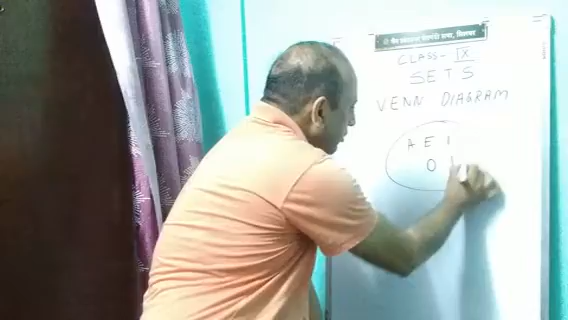 CLASS- IX
SETS
VENN DIAGRAM
A E I
O